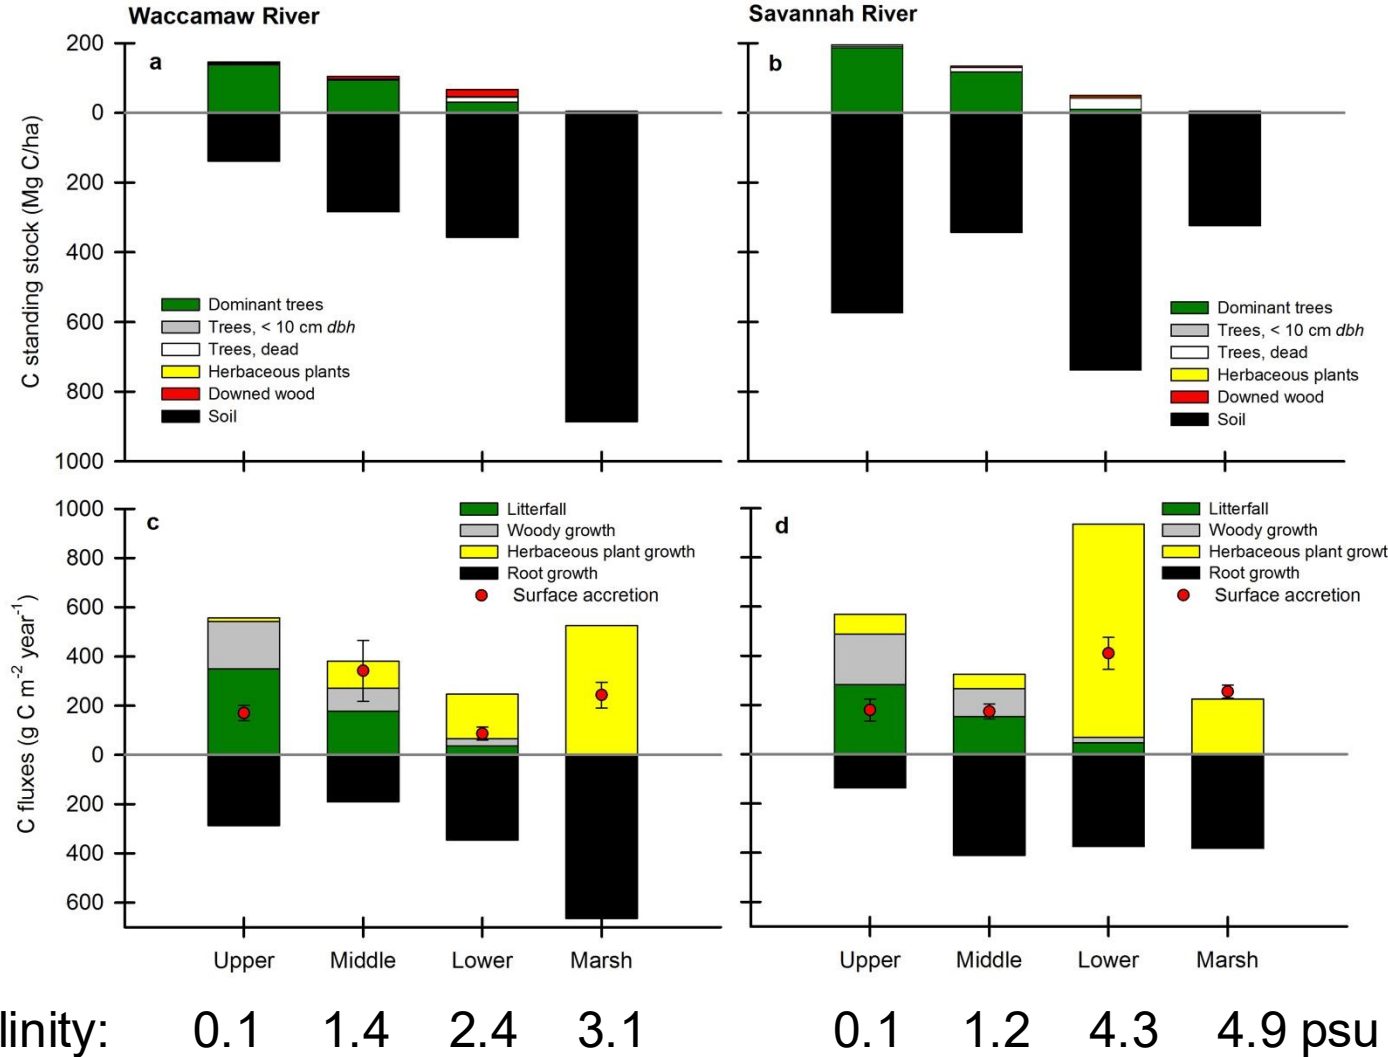 Waccamaw River
Savannah River
C standing stock (Mg C/ha)
200
0
200
400
600
800
1000
a
Dominant trees
Trees, < 10 cm dbh
Trees, dead
Herbaceous plants
Downed wood
Soil
b
Dominant trees
Trees, < 10 cm dbh
Trees, dead
Herbaceous plants
Downed wood
Soil
C fluxes (g C m⁻² year⁻¹)
1000
800
600
400
200
0
200
400
600
c
Litterfall
Woody growth
Herbaceous plant growth
Root growth
Surface accretion
d
Litterfall
Woody growth
Herbaceous plant growt
Root growth
Surface accretion
Upper Middle Lower Marsh
Upper Middle Lower Marsh
linity: 0.1 1.4 2.4 3.1 0.1 1.2 4.3 4.9 psu